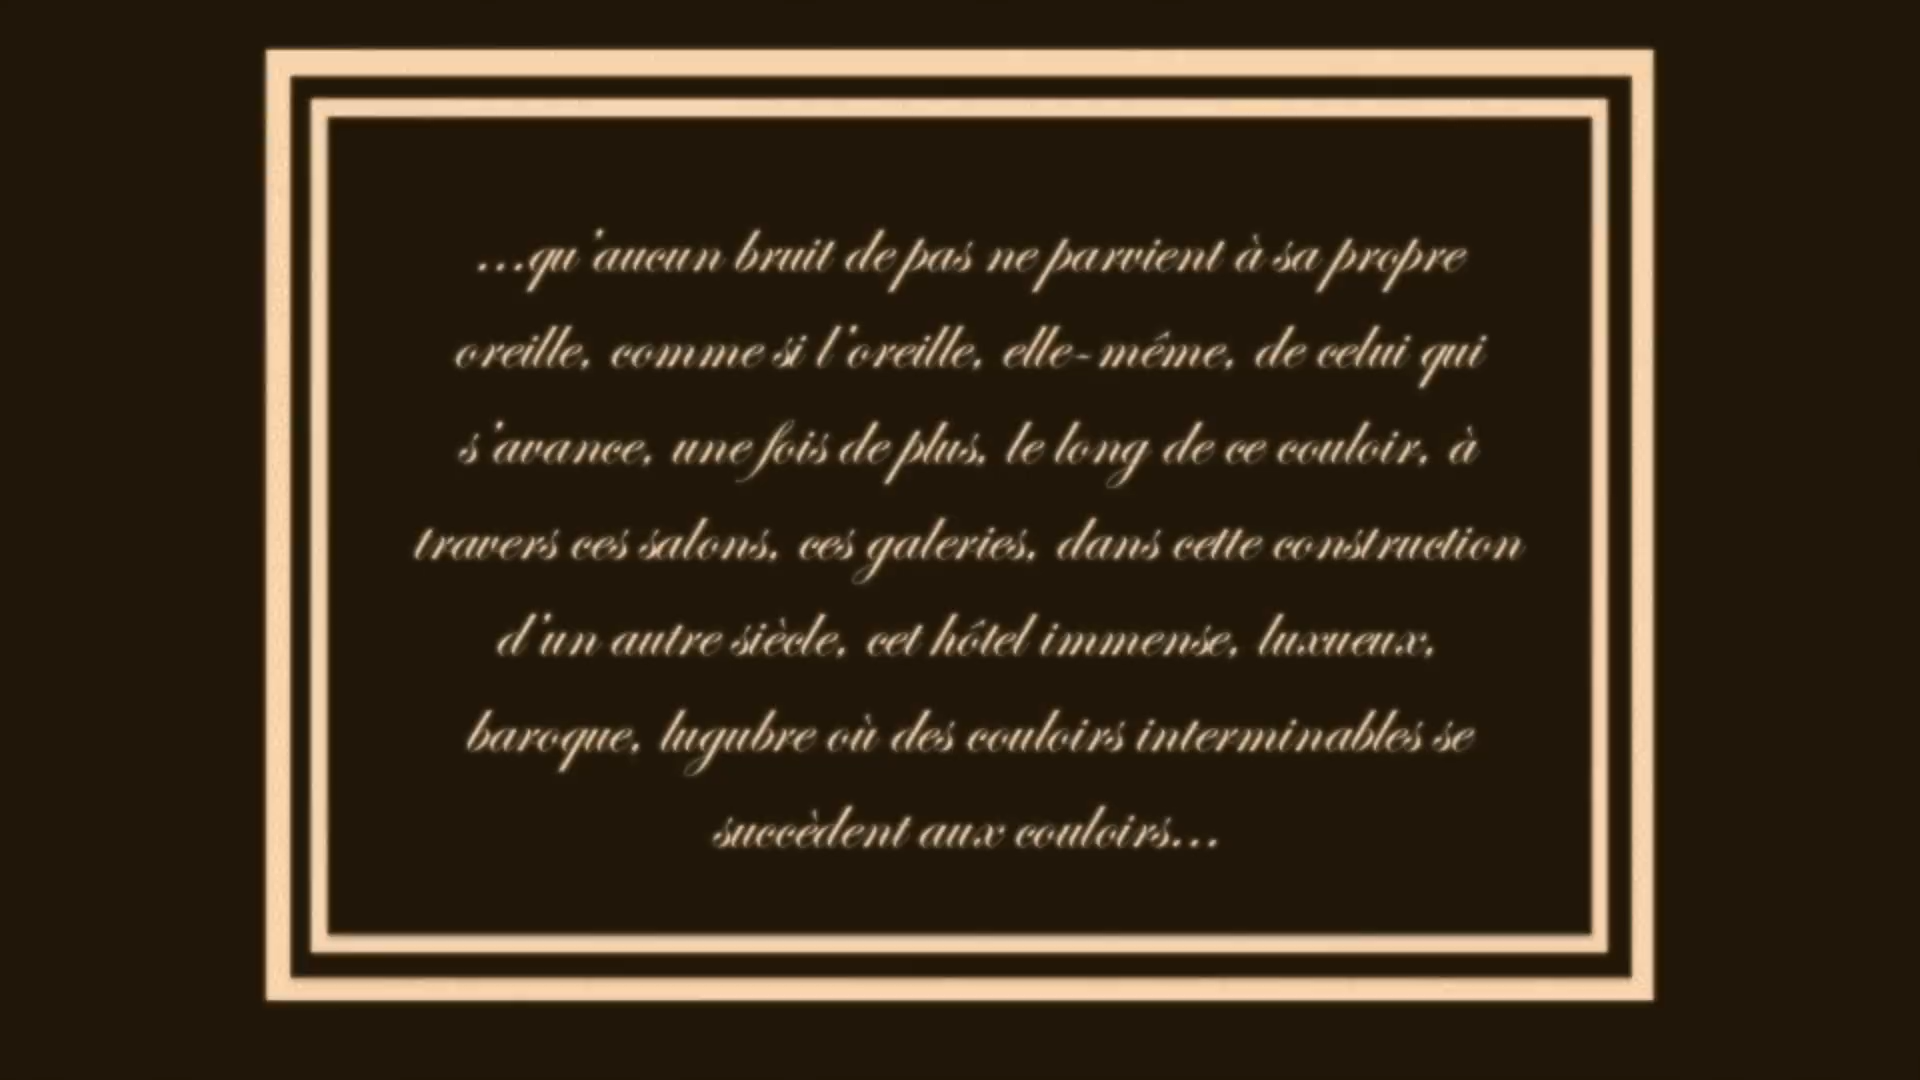 ...qu'aucun bruit de pas ne parvient à sa propre
oreille, comme si l'oreille, elle-même, de celui qui
s'avance, une fois de plus, le long de ce couloir, à
travers ces salons, ces galeries, dans cette construction
d'un autre siècle, cet hôtel immense, luxueux,
baroque, lugubre où des couloirs interminables se
succèdent aux couloirs...